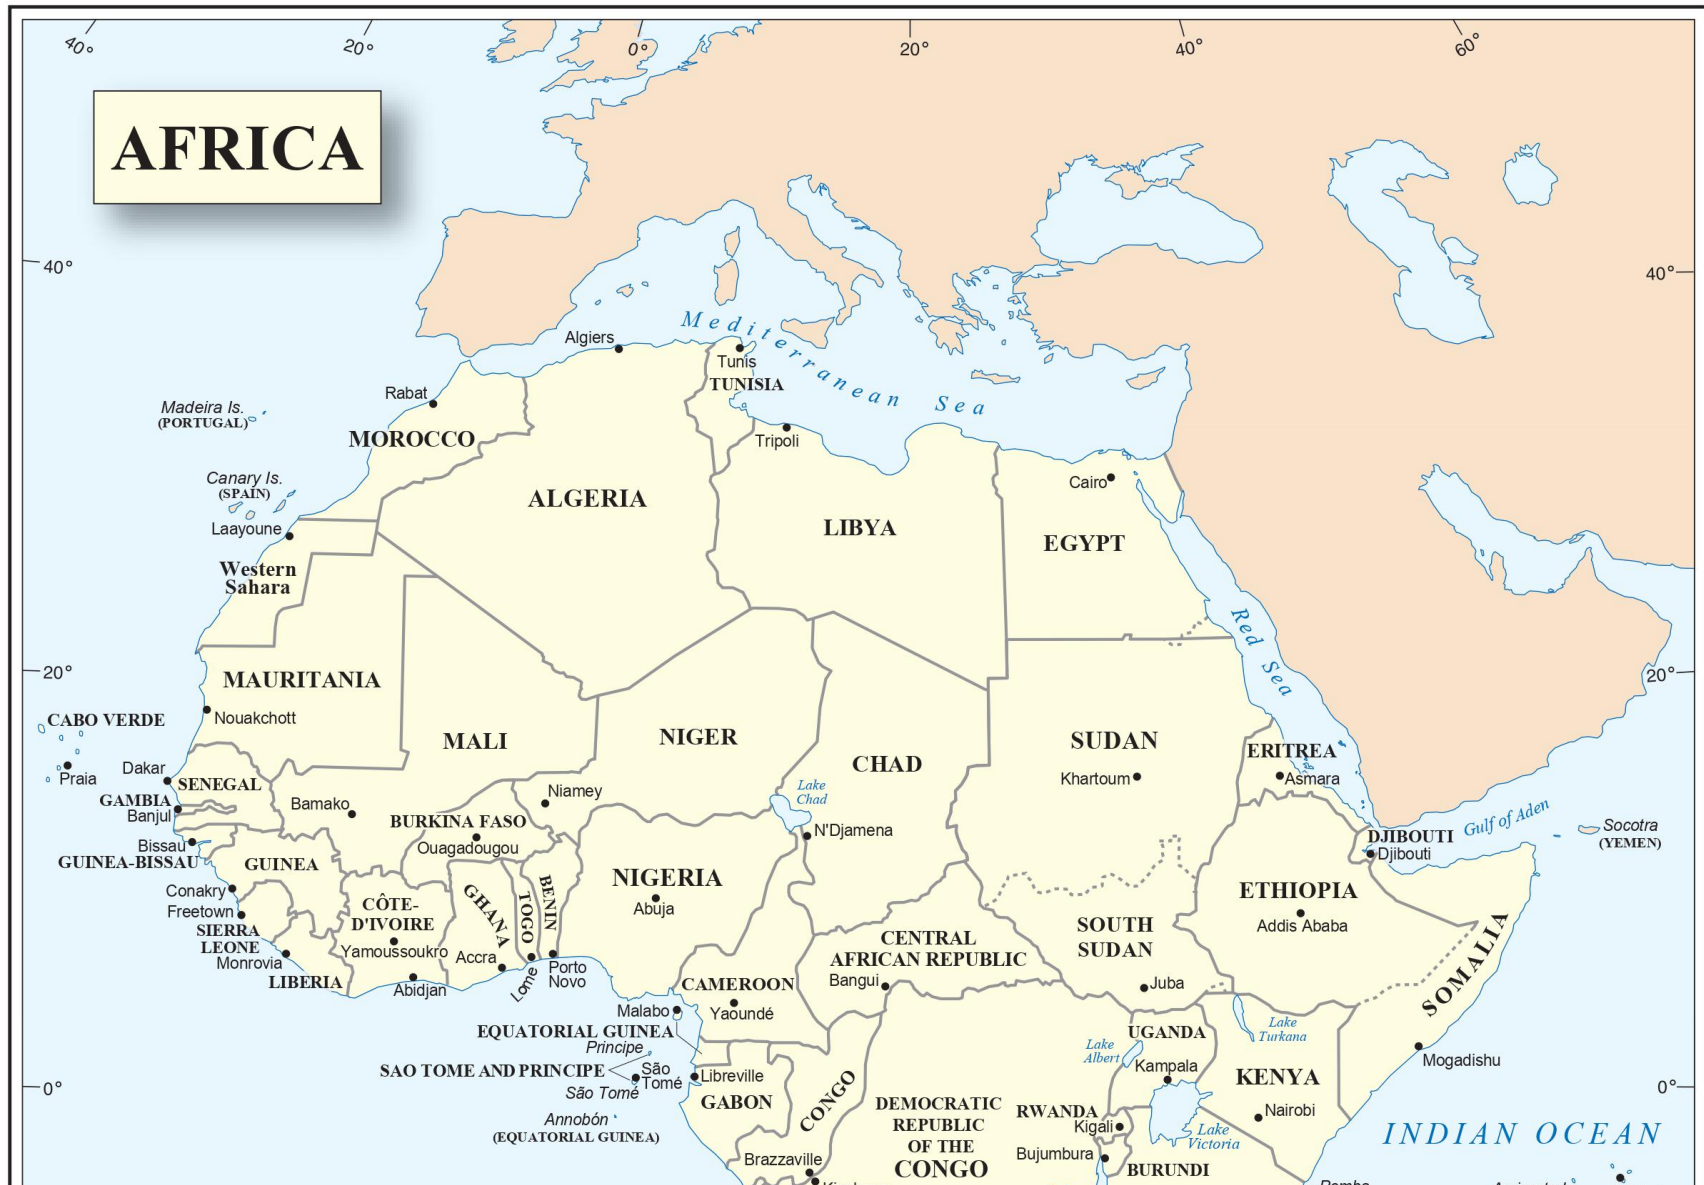 40°
20°
0°
20°
40°
60°
AFRICA
40°
40°
Mediterranean Sea
Algiers
Tunis
TUNISIA
Rabat
Madeira Is.
(PORTUGAL)
MOROCCO
Tripoli
Canary Is.
(SPAIN)
Laayoune
ALGERIA
LIBYA
Cairo
EGYPT
Western
Sahara
Red Sea
20°
20°
MAURITANIA
Nouakchott
CABO VERDE
Praia
MALI
NIGER
CHAD
SUDAN
Khartoum
ERITREA
Asmara
Dakar
SENEGAL
GAMBIA
Banjul
Bamako
Niamey
Lake
Chad
N'Djamena
BURKINA FASO
Ouagadougou
Bissau
GUINEA-BISSAU
GUINEA
DJIBOUTI
Djibouti
Gulf of Aden
Socotra
(YEMEN)
Conakry
Freetown
SIERRA
LEONE
Monrovia
LIBERIA
CÔTE-
D'IVOIRE
Yamoussoukro
Abidjan
GHANA
Accra
TOGO
Lome
BENIN
Porto
Novo
NIGERIA
Abuja
ETHIOPIA
Addis Ababa
SOUTH
SUDAN
Juba
CENTRAL
AFRICAN REPUBLIC
Bangui
SOMALIA
CAMEROON
Yaoundé
Malabo
EQUATORIAL GUINEA
Principe
SAO TOME AND PRINCIPE
São
Tomé
São Tomé
Libreville
GABON
CONGO
Annobón
(EQUATORIAL GUINEA)
UGANDA
Lake
Albert
Kampala
Lake
Turkana
KENYA
Nairobi
Mogadishu
0°
0°
DEMOCRATIC
REPUBLIC
OF THE
CONGO
RWANDA
Kigali
Lake
Victoria
Bujumbura
BURUNDI
INDIAN OCEAN
Brazzaville